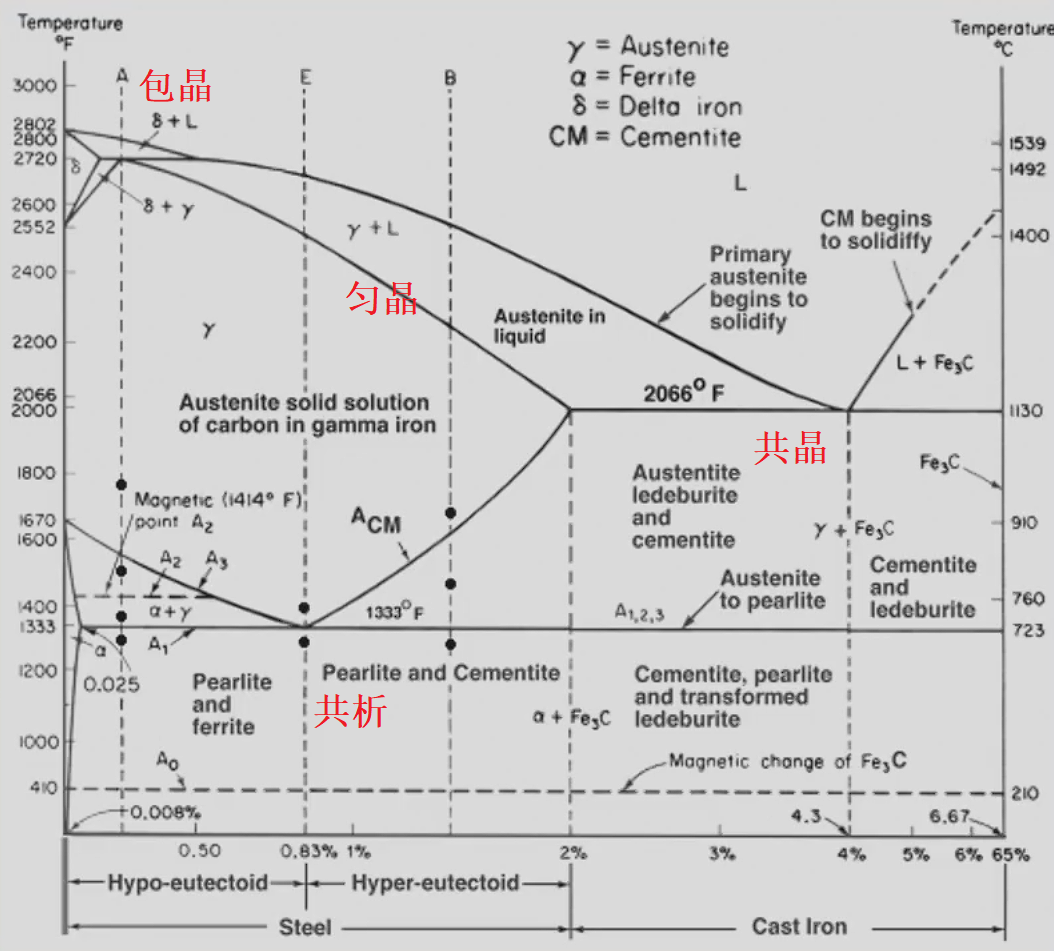 Temperature
°F
Temperature
°C
γ = Austenite
α = Ferrite
δ = Delta iron
CM = Cementite
A
包晶
E
B
3000
2802
2800
2720
2600
2552
2400
2200
2066
2000
1800
1670
1600
1400
1333
1200
1000
410
1539
1492
1400
1130
910
760
723
210
δ + L
δ
δ + γ
γ + L
L
CM begins
to solidiffy
Primary
austenite
begins to
solidify
匀晶
Austenite in
liquid
γ
L + Fe₃C
2066° F
Austenite solid solution
of carbon in gamma iron
共晶
Austentite
ledeburite
and
cementite
Fe₃C
Magnetic (1414° F)
point A₂
A_CM
γ + Fe₃C
A₂
A₃
Cementite
and
ledeburite
Austenite
to pearlite
α+γ
1333° F
A₁,₂,₃
α
A₁
0.025
Pearlite
and
ferrite
Pearlite and Cementite
共析
α + Fe₃C
Cementite, pearlite
and transformed
ledeburite
A₀
Magnetic change of Fe₃C
0.008%
4.3
6.67
0.50
0.83%
1%
2%
3%
4%
5%
6%
65%
Hypo-eutectoid
Hyper-eutectoid
Steel
Cast Iron